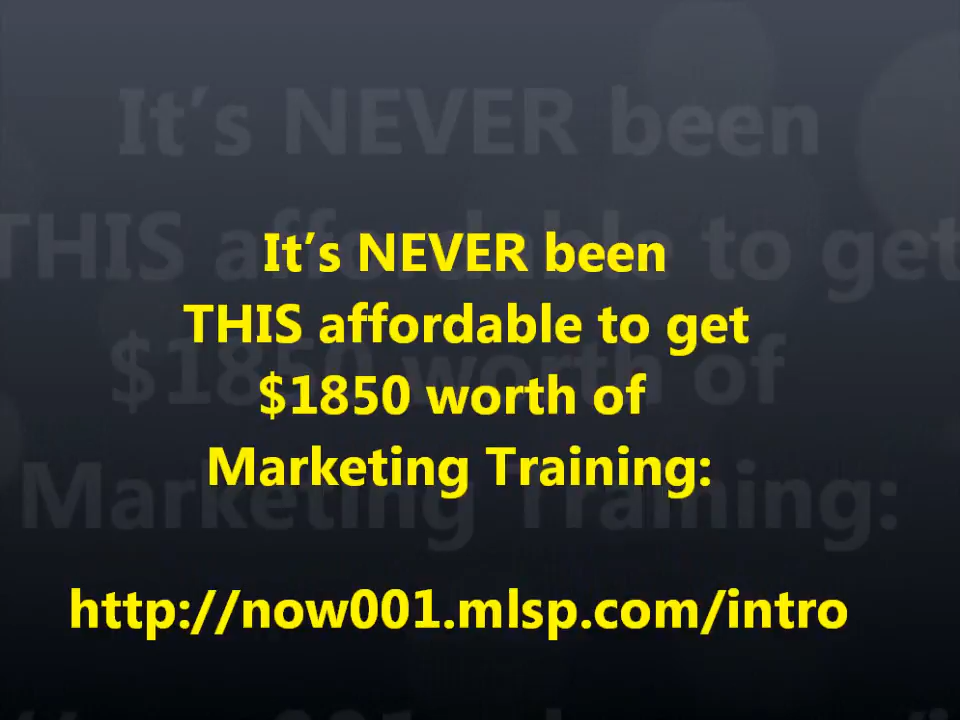 It's NEVER been
THIS affordable to get
$1850 worth of
Marketing Training:
http://now001.mlsp.com/intro